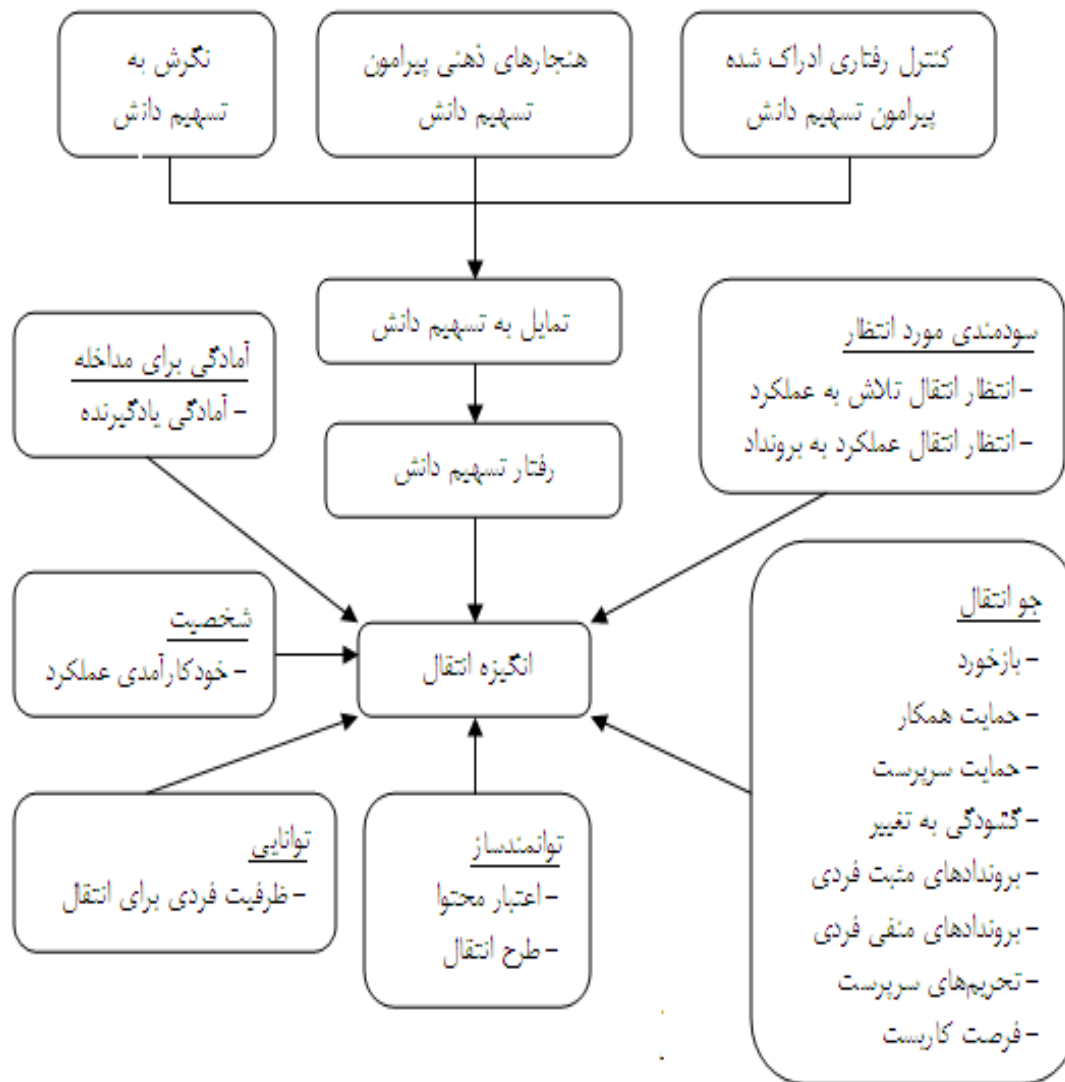 کنترل رفتاری ادراک شده
پیرامون تسهیم دانش
هنجارهای ذهنی پیرامون
تسهیم دانش
نگرش به
تسهیم دانش
تمایل به تسهیم دانش
رفتار تسهیم دانش
سودمندی مورد انتظار
- انتظار انتقال تلاش به عملکرد
- انتظار انتقال عملکرد به برونداد
آمادگی برای مداخله
- آمادگی یادگیرنده
شخصیت
- خودکارآمدی عملکرد
انگیزه انتقال
جو انتقال
- بازخورد
- حمایت همکار
- حمایت سرپرست
- گشودگی به تغییر
- بروندادهای مثبت فردی
- بروندادهای منفی فردی
- تحریم‌های سرپرست
- فرصت کاربست
توانمندساز
- اعتبار محتوا
- طرح انتقال
توانایی
- ظرفیت فردی برای انتقال